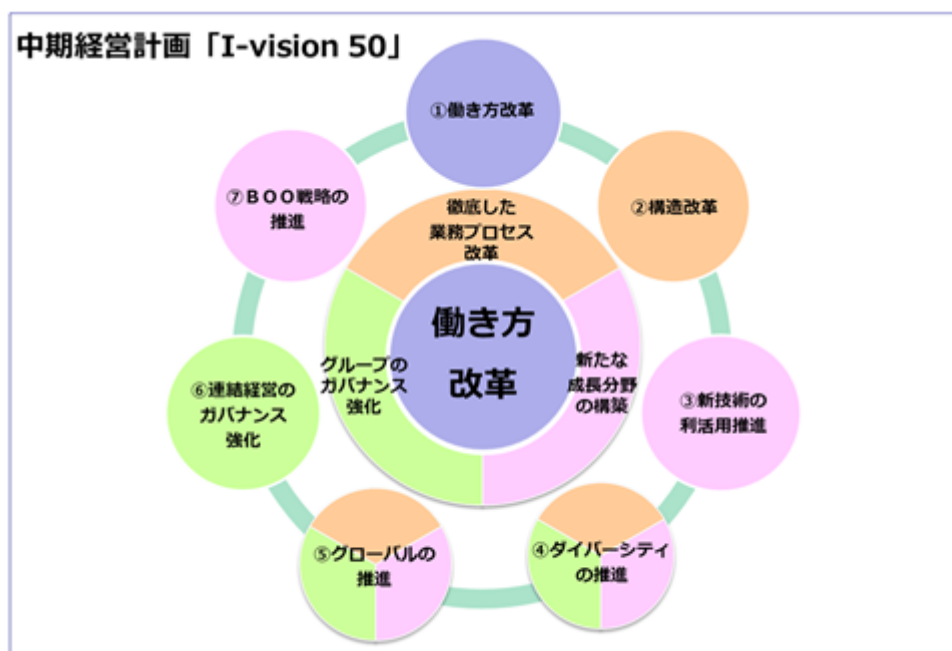 中期経営計画「I-vision 50」
①働き方改革
②構造改革
③新技術の
利活用推進
④ダイバーシティ
の推進
⑤グローバルの
推進
⑥連結経営の
ガバナンス
強化
⑦ＢＯＯ戦略の
推進
徹底した
業務プロセス
改革
新たな
成長分野
の構築
グループの
ガバナンス
強化
働き方
改革